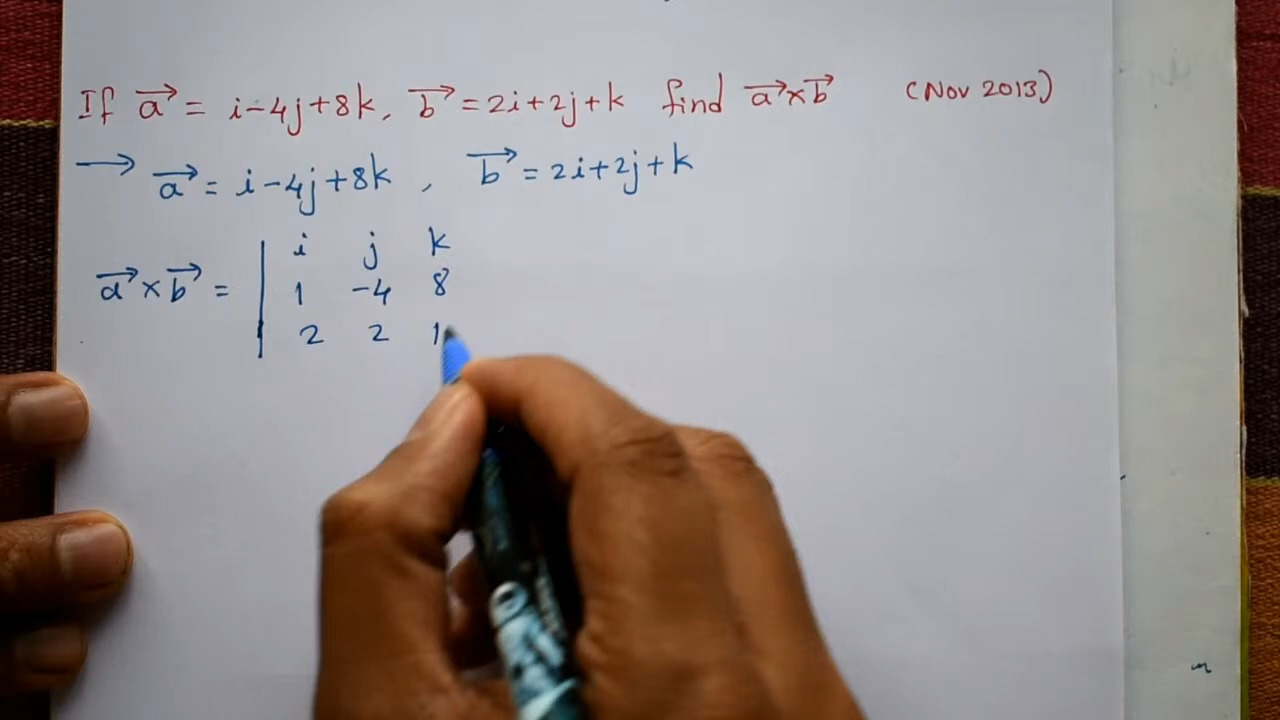 If a→ = i-4j+8k, b→ = 2i+2j+k find a→×b→ (Nov 2013)
→ a→ = i-4j+8k , b→ = 2i+2j+k
i j k
a→×b→ = | 1 -4 8
2 2 1